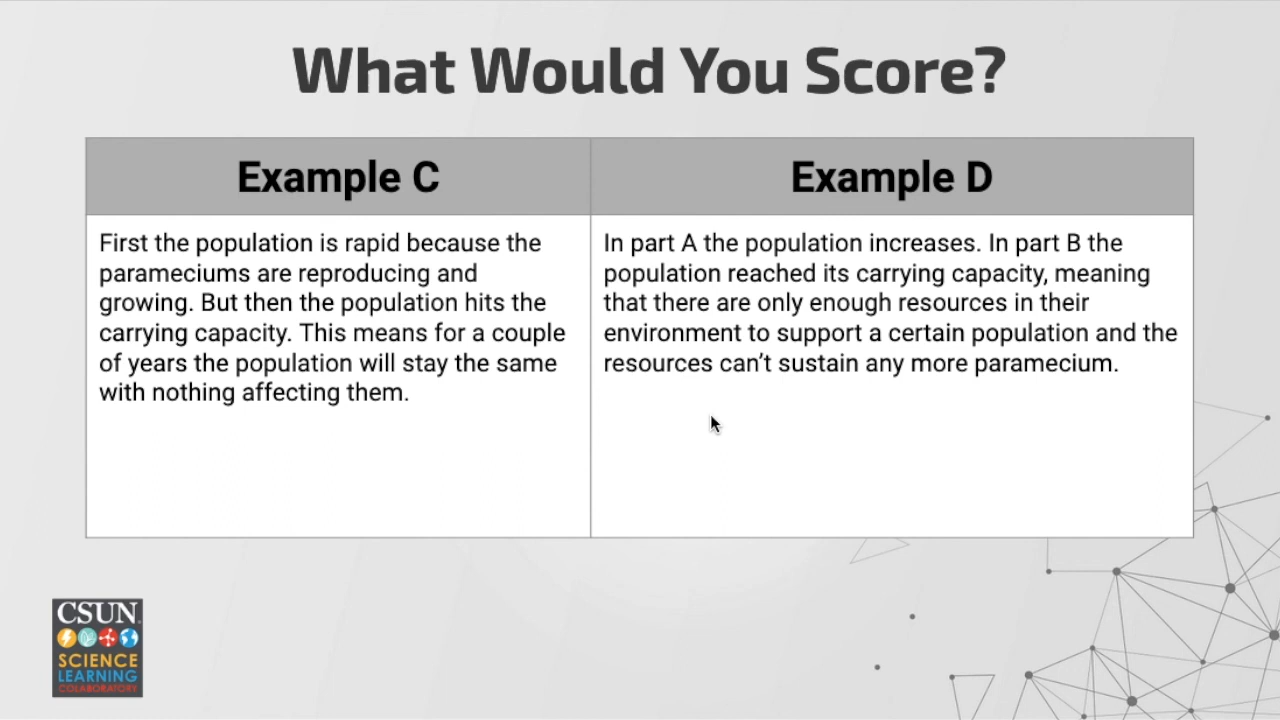 What Would You Score?
Example C
First the population is rapid because the
parameciums are reproducing and
growing. But then the population hits the
carrying capacity. This means for a couple
of years the population will stay the same
with nothing affecting them.
Example D
In part A the population increases. In part B the
population reached its carrying capacity, meaning
that there are only enough resources in their
environment to support a certain population and the
resources can’t sustain any more paramecium.
CSUN
SCIENCE
LEARNING
COLABORATORY